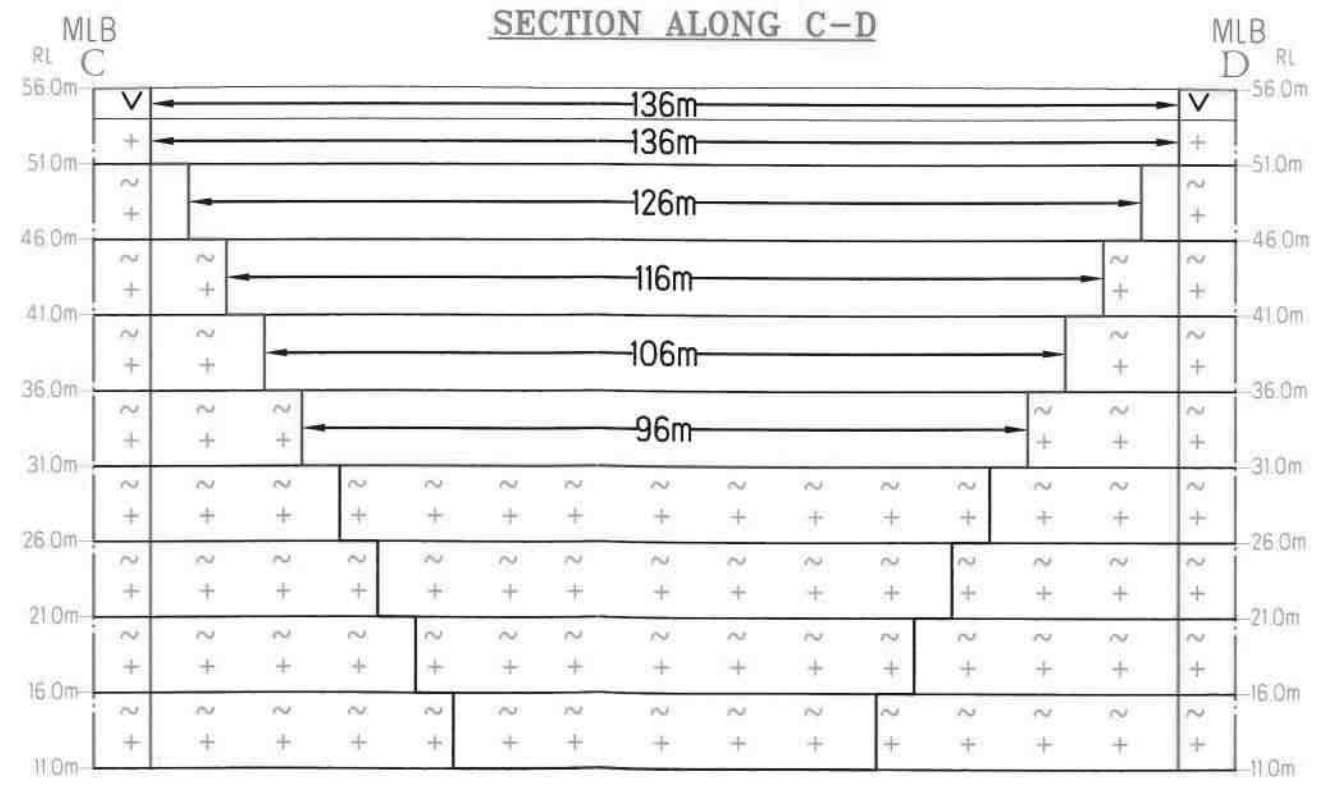 SECTION ALONG C-D
MLB MLB
RL C D RL
56.0m V 136m V 56.0m
136m
51.0m 51.0m
126m
46.0m 46.0m
116m
41.0m 41.0m
106m
36.0m 36.0m
96m
31.0m 31.0m
26.0m 26.0m
21.0m 21.0m
16.0m 16.0m
11.0m 11.0m